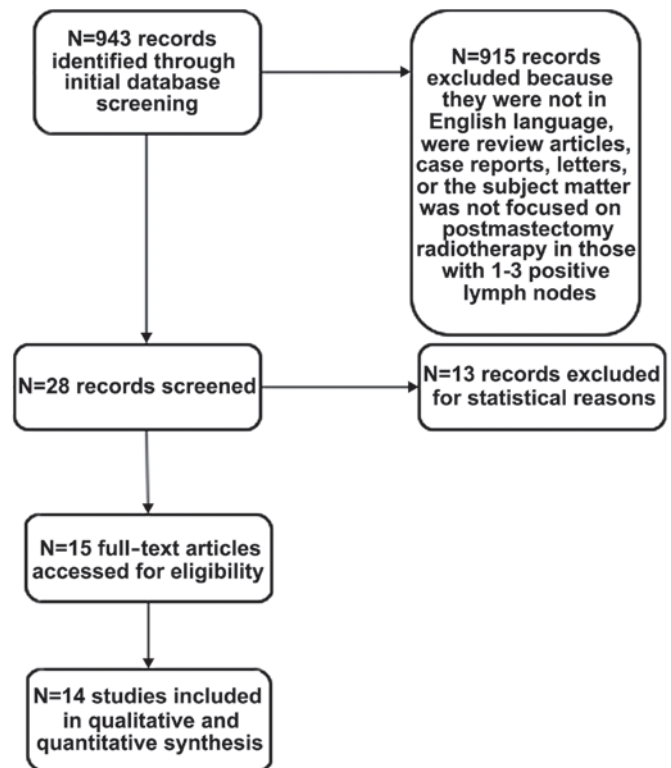 N=943 records
identified through
initial database
screening
N=915 records
excluded because
they were not in
English language,
were review articles,
case reports, letters,
or the subject matter
was not focused on
postmastectomy
radiotherapy in those
with 1-3 positive
lymph nodes
N=28 records screened
N=13 records excluded
for statistical reasons
N=15 full-text articles
accessed for eligibility
N=14 studies included
in qualitative and
quantitative synthesis